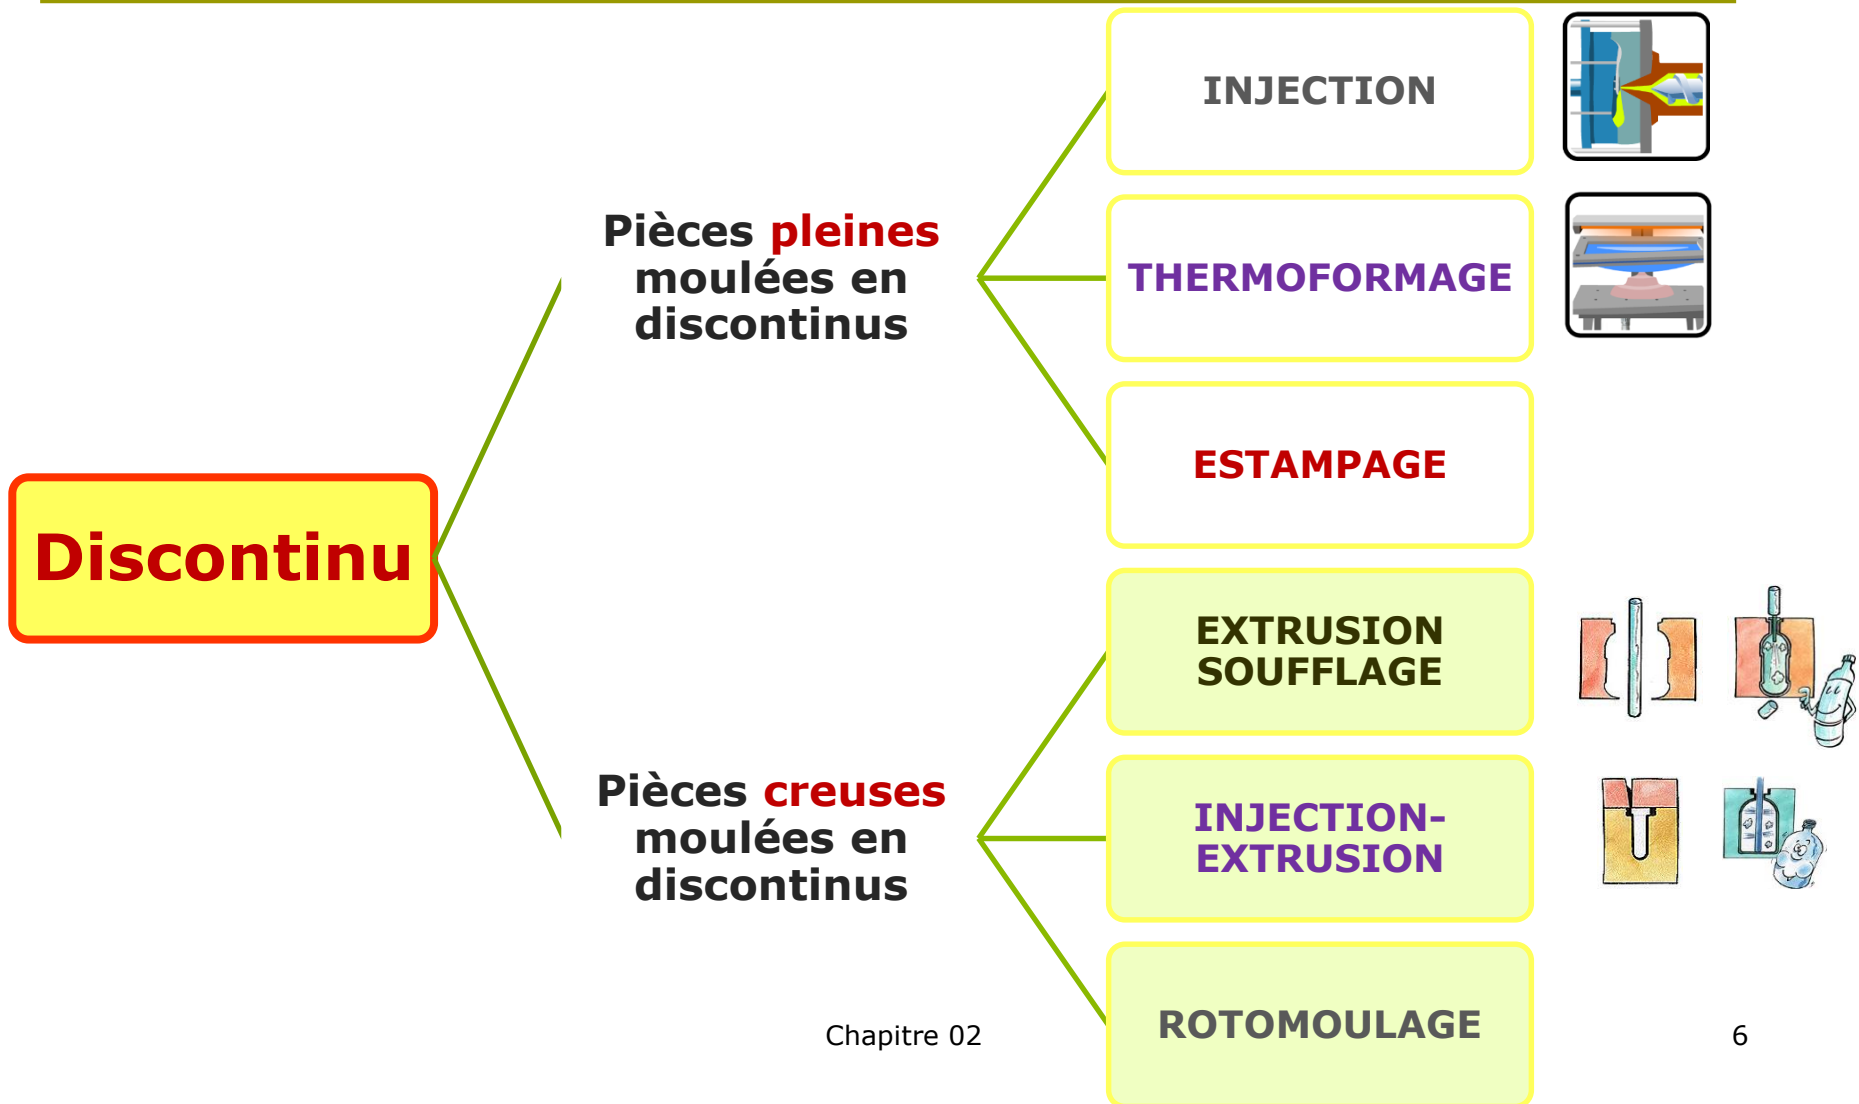 Discontinu
Pièces pleines
moulées en
discontinus
INJECTION
THERMOFORMAGE
ESTAMPAGE
Pièces creuses
moulées en
discontinus
EXTRUSION
SOUFFLAGE
INJECTION-
EXTRUSION
ROTOMOULAGE
Chapitre 02
6